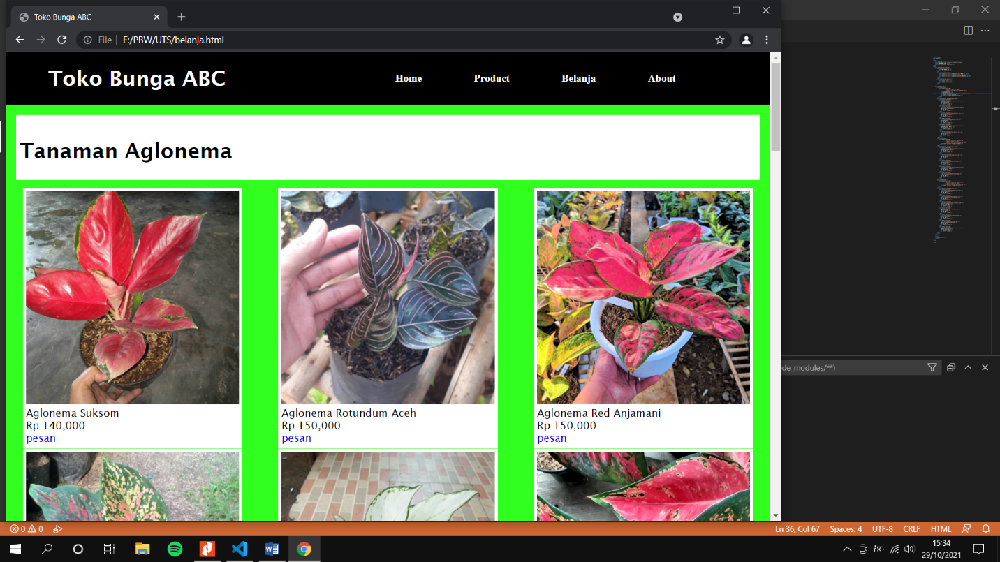 Toko Bunga ABC
File | E:/PBW/UTS/belanja.html
Toko Bunga ABC
Home
Product
Belanja
About
Tanaman Aglonema
Aglonema Suksom
Rp 140,000
pesan
Aglonema Rotundum Aceh
Rp 150,000
pesan
Aglonema Red Anjamani
Rp 150,000
pesan
ode_modules/**)
0 0
Ln 36, Col 67 Spaces: 4 UTF-8 CRLF HTML
15:34
29/10/2021